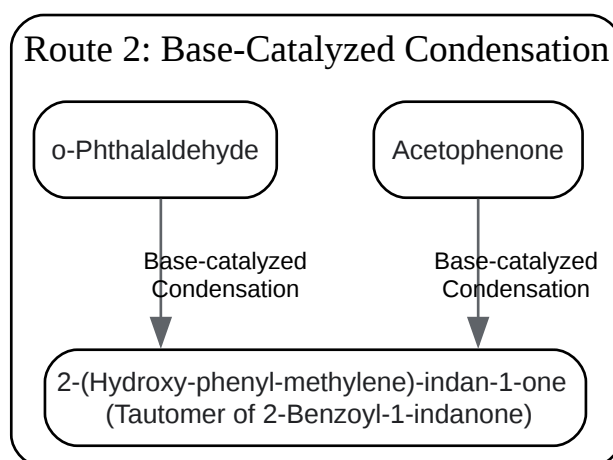 Route 2: Base-Catalyzed Condensation
o-Phthalaldehyde
Acetophenone
Base-catalyzed
Condensation
Base-catalyzed
Condensation
2-(Hydroxy-phenyl-methylene)-indan-1-one
(Tautomer of 2-Benzoyl-1-indanone)